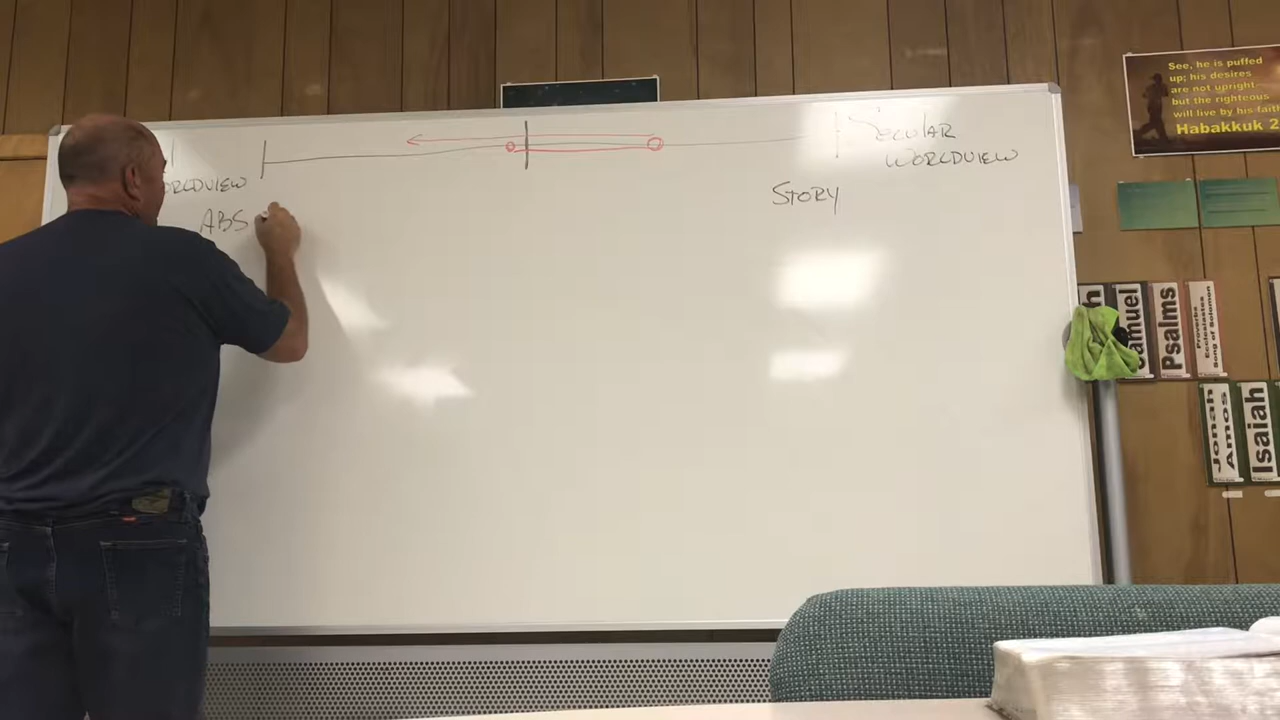 SECULAR
WORLDVIEW
WORLDVIEW
ABS
STORY
See, he is puffed
up; his desires
are not upright-
but the righteous
will live by his faith
Habakkuk 2
Samuel
Psalms
Proverbs
Ecclesiastes
Song of Solomon
Jonah
Amos
Isaiah